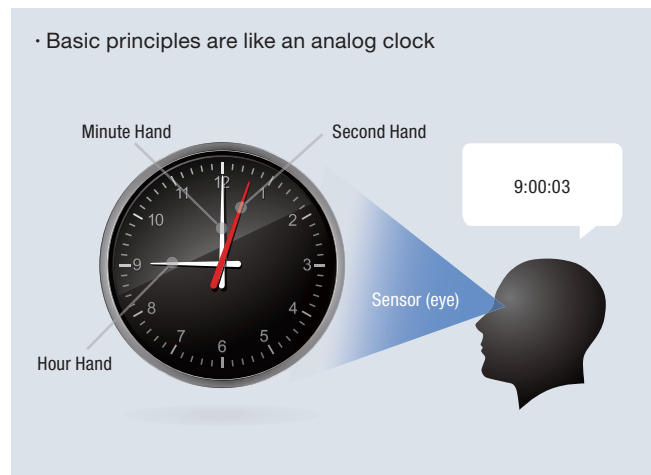 · Basic principles are like an analog clock
Minute Hand
Second Hand
9:00:03
12
11
1
10
2
9
3
Sensor (eye)
8
4
7
5
6
Hour Hand